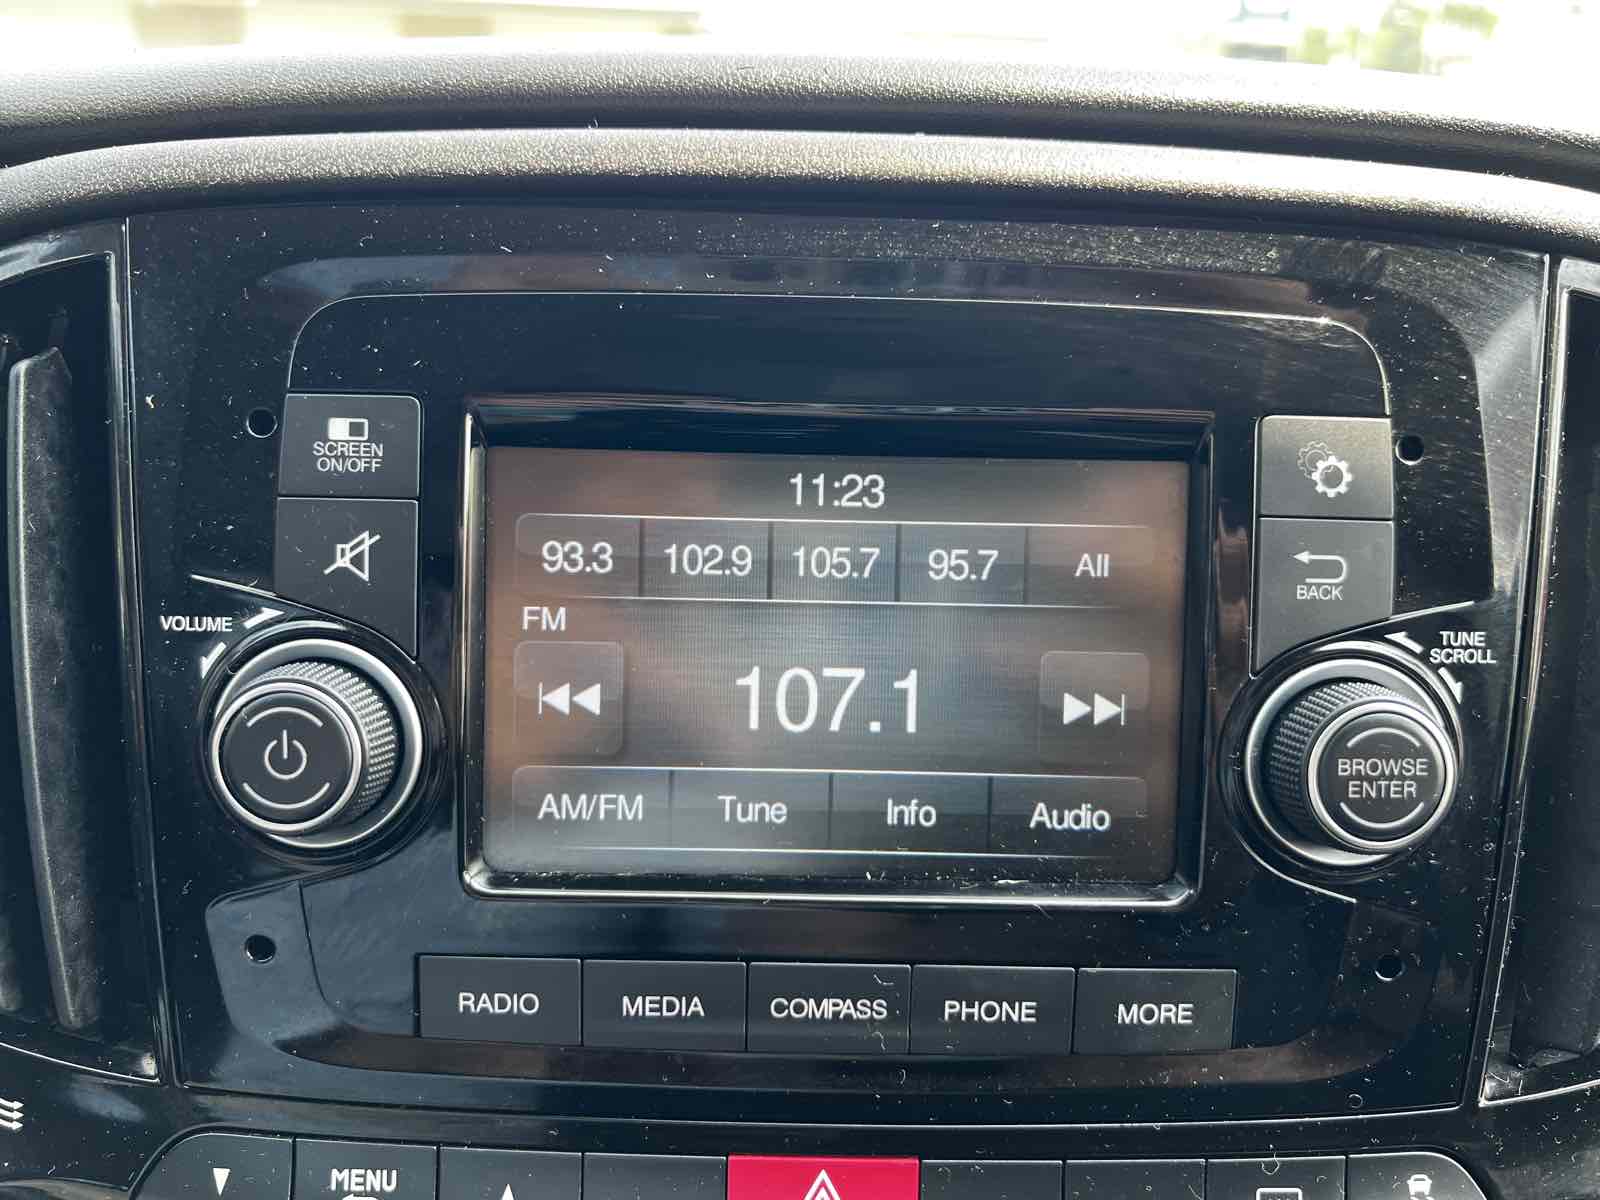 11:23
SCREEN
ON/OFF
93.3 102.9 105.7 95.7 All
BACK
FM
VOLUME
TUNE
SCROLL
107.1
BROWSE
ENTER
AM/FM Tune Info Audio
RADIO MEDIA COMPASS PHONE MORE
MENU